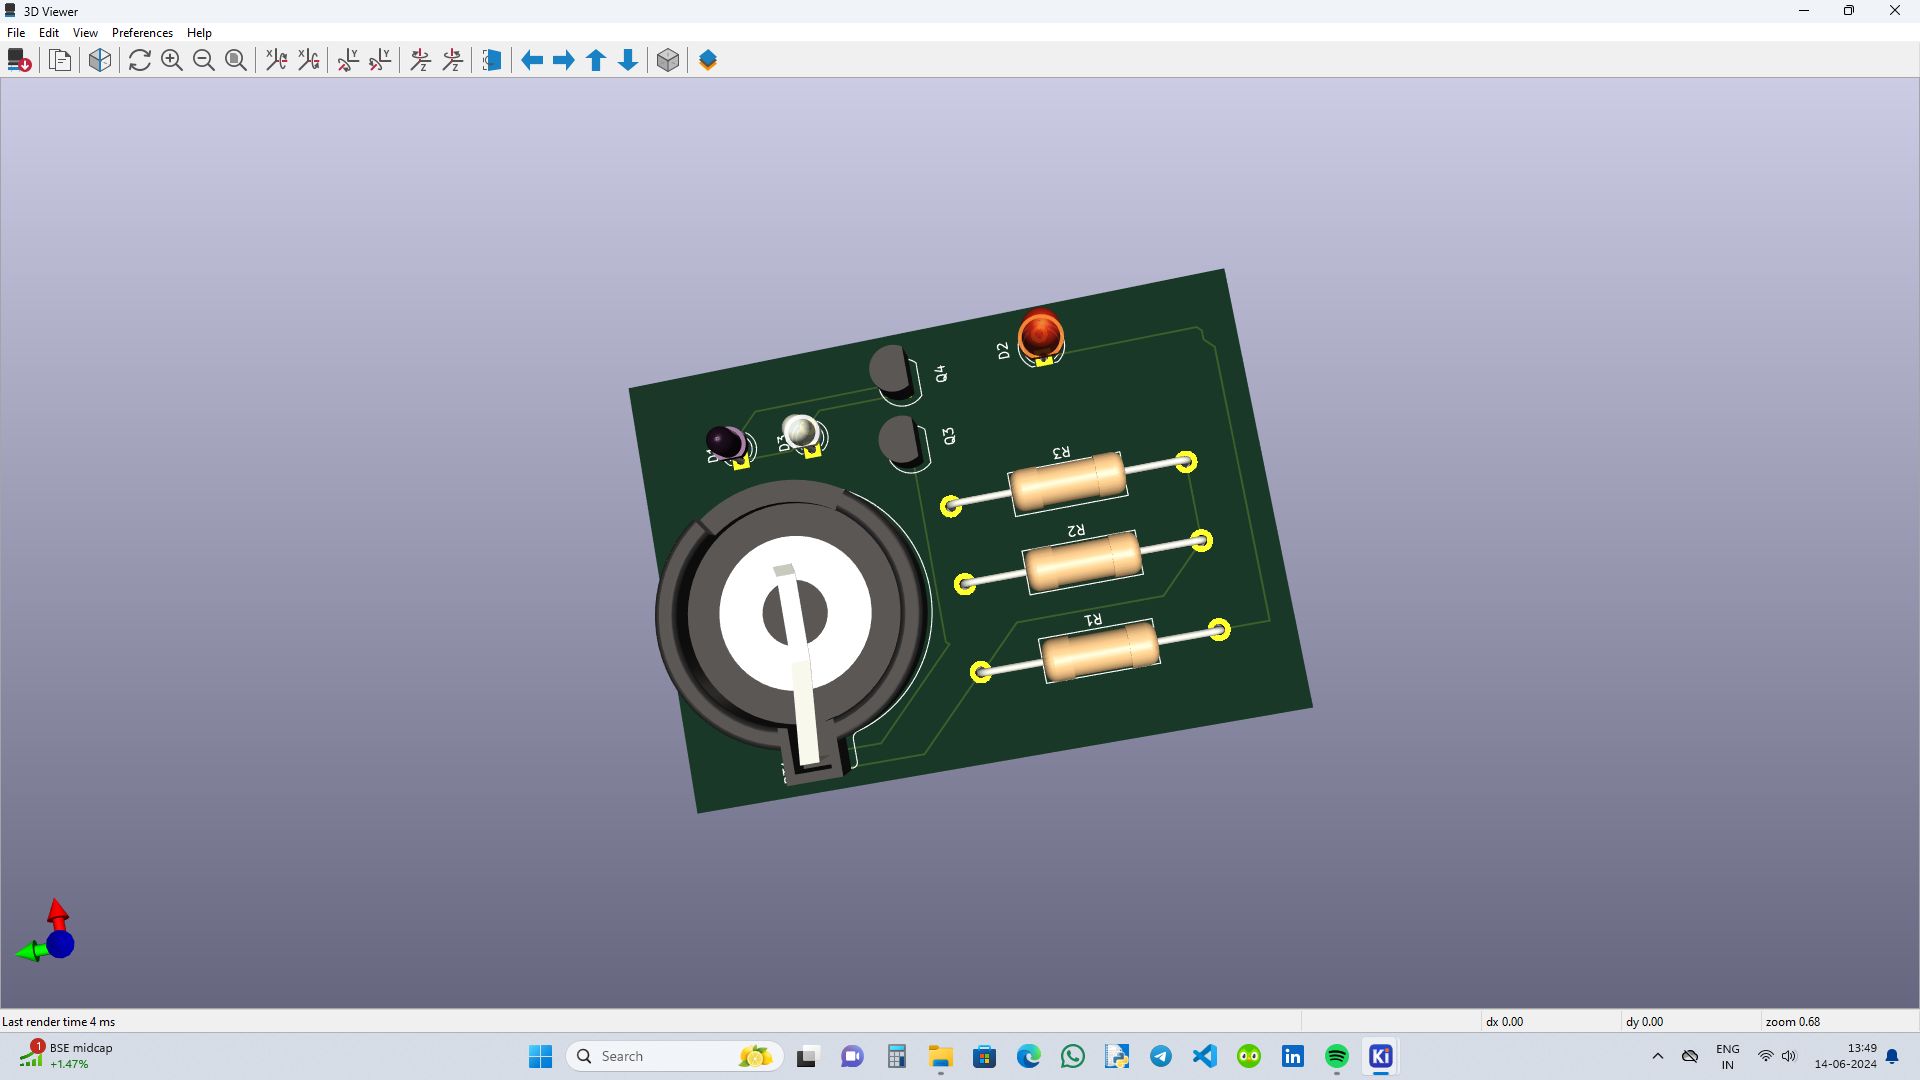 3D Viewer
File Edit View Preferences Help
D2
Q4
Q3
D3
R3
R2
R1
Last render time 4 ms
dx 0.00
dy 0.00
zoom 0.68
1
BSE midcap
+1.47%
Search
Ki
ENG
IN
13:49
14-06-2024